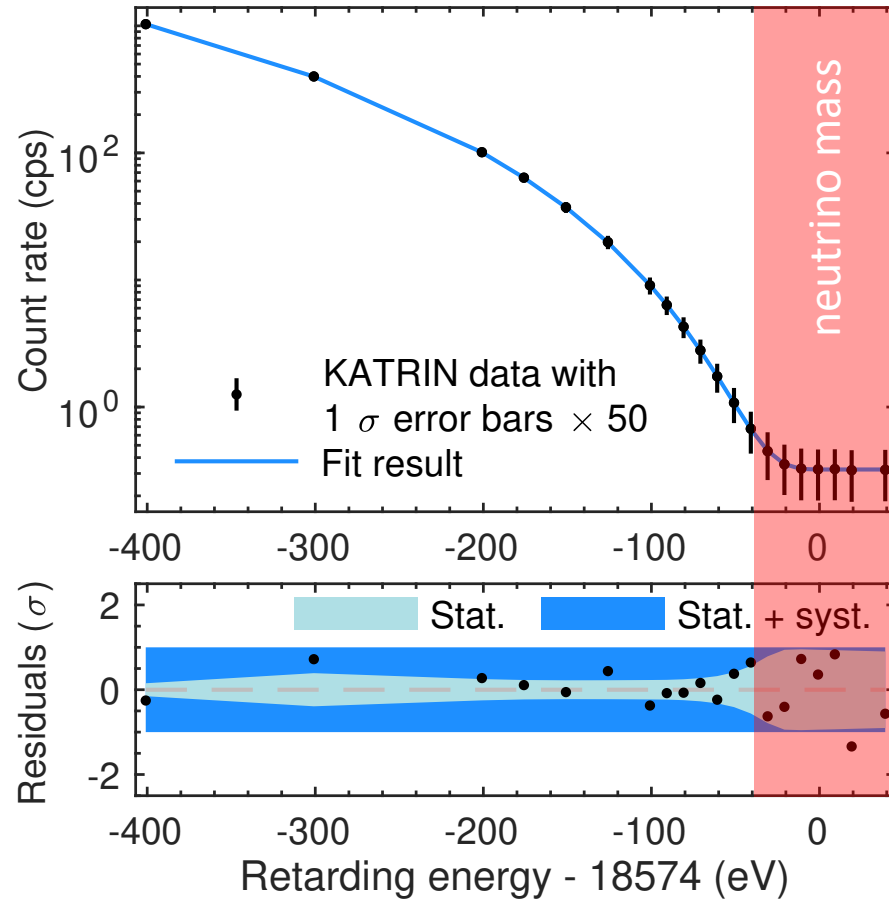 Count rate (cps)
10^2
10^0
KATRIN data with
1 σ error bars × 50
Fit result
neutrino mass
-400 -300 -200 -100 0
Residuals (σ)
2
0
-2
Stat. Stat. + syst.
-400 -300 -200 -100 0
Retarding energy - 18574 (eV)